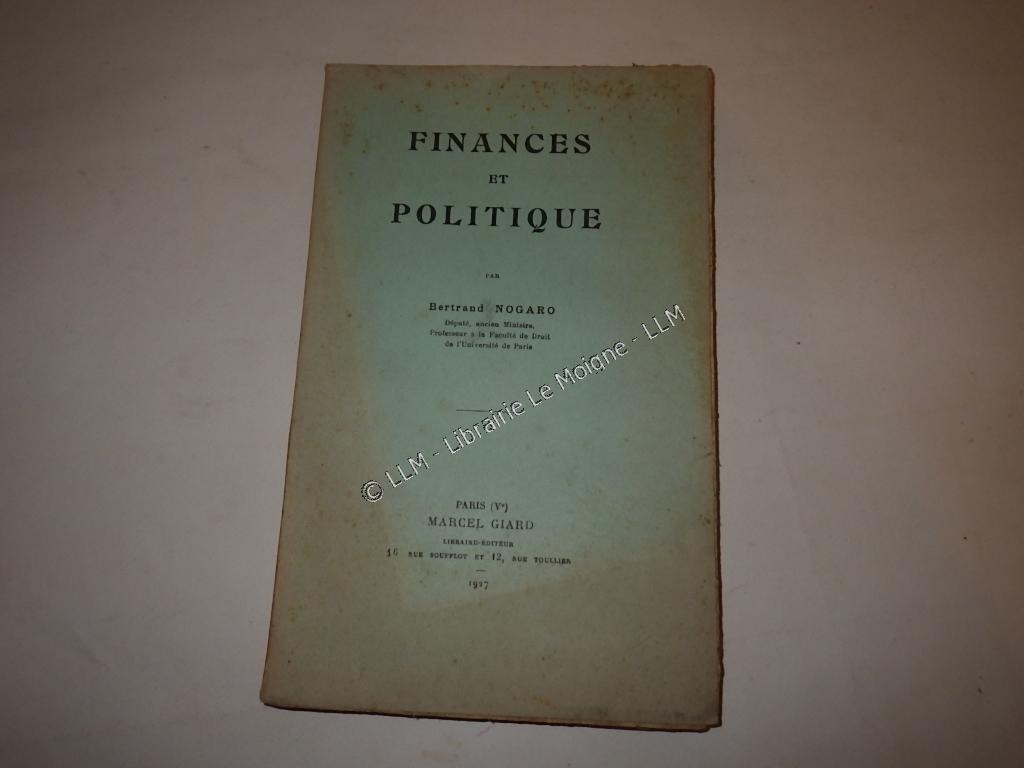 FINANCES
ET
POLITIQUE
PAR
Bertrand NOGARO
Député, ancien Ministre,
Professeur à la Faculté de Droit
de l'Université de Paris
© LLM - Librairie Le Moigne - LLM
PARIS (Vᵉ)
MARCEL GIARD
LIBRAIRE-ÉDITEUR
16 RUE SOUFFLOT ET 12, RUE TOULLIER
1927